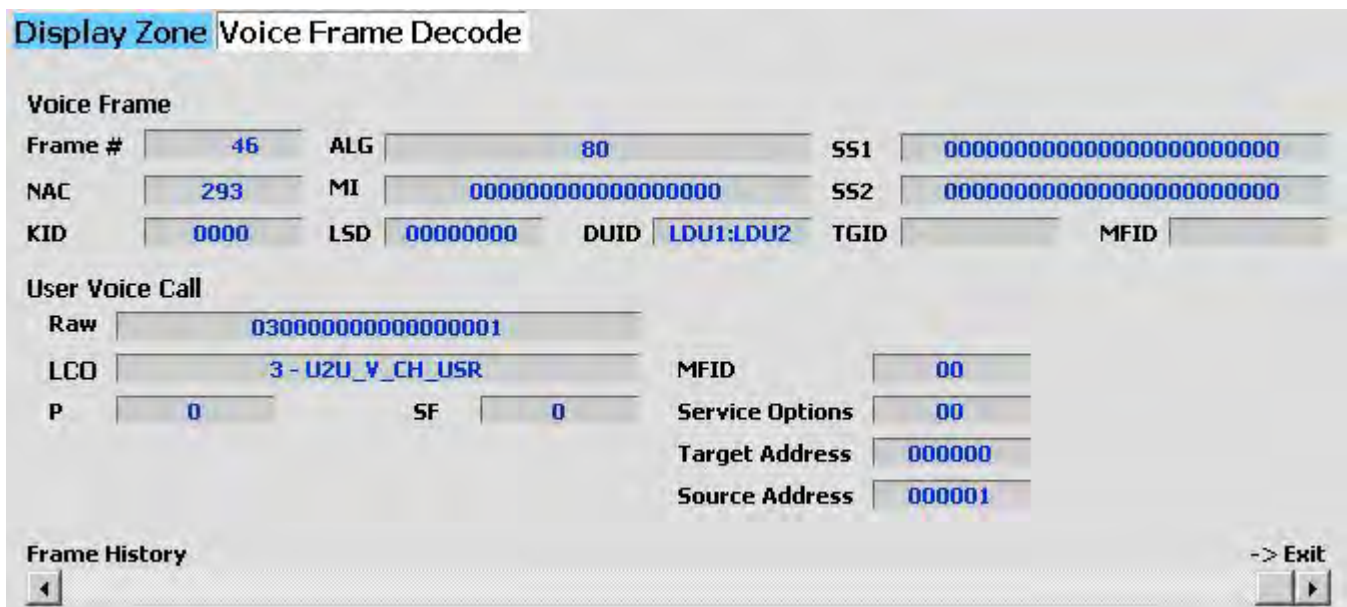 Display Zone Voice Frame Decode
Voice Frame
Frame # 46 ALG 80 SS1 000000000000000000000000
NAC 293 MI 000000000000000000 SS2 000000000000000000000000
KID 0000 LSD 00000000 DUID LDU1:LDU2 TGID MFID
User Voice Call
Raw 030000000000000001
LCO 3 - U2U_V_CH_USR MFID 00
P 0 SF 0 Service Options 00
Target Address 000000
Source Address 000001
Frame History -> Exit